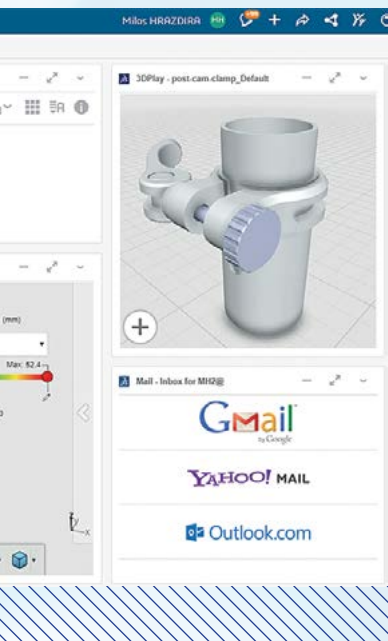 Milos HRAZDIRA MH
3DPlay - post-cam-clamp_Default
(mm)
Max: 82.4
Mail - Inbox for MH2@
Gmail
by Google
YAHOO! MAIL
Outlook.com
y
x